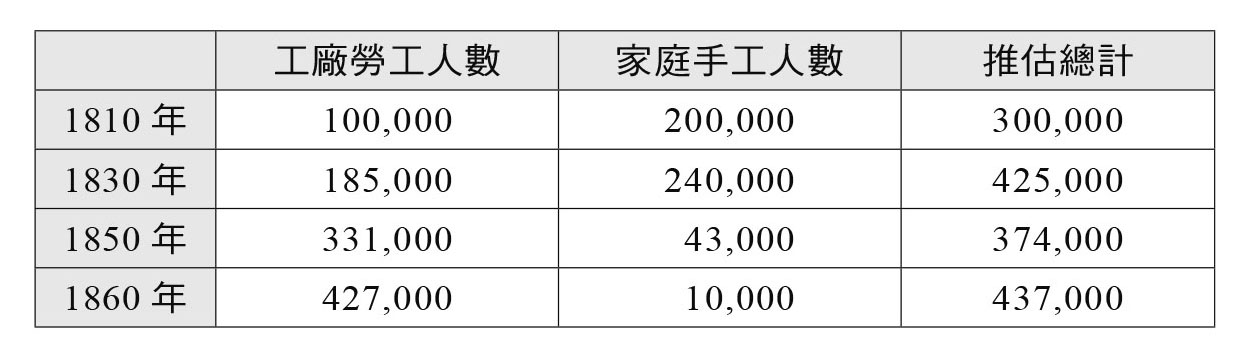 工廠勞工人數 家庭手工人數 推估總計
1810 年 100,000 200,000 300,000
1830 年 185,000 240,000 425,000
1850 年 331,000 43,000 374,000
1860 年 427,000 10,000 437,000